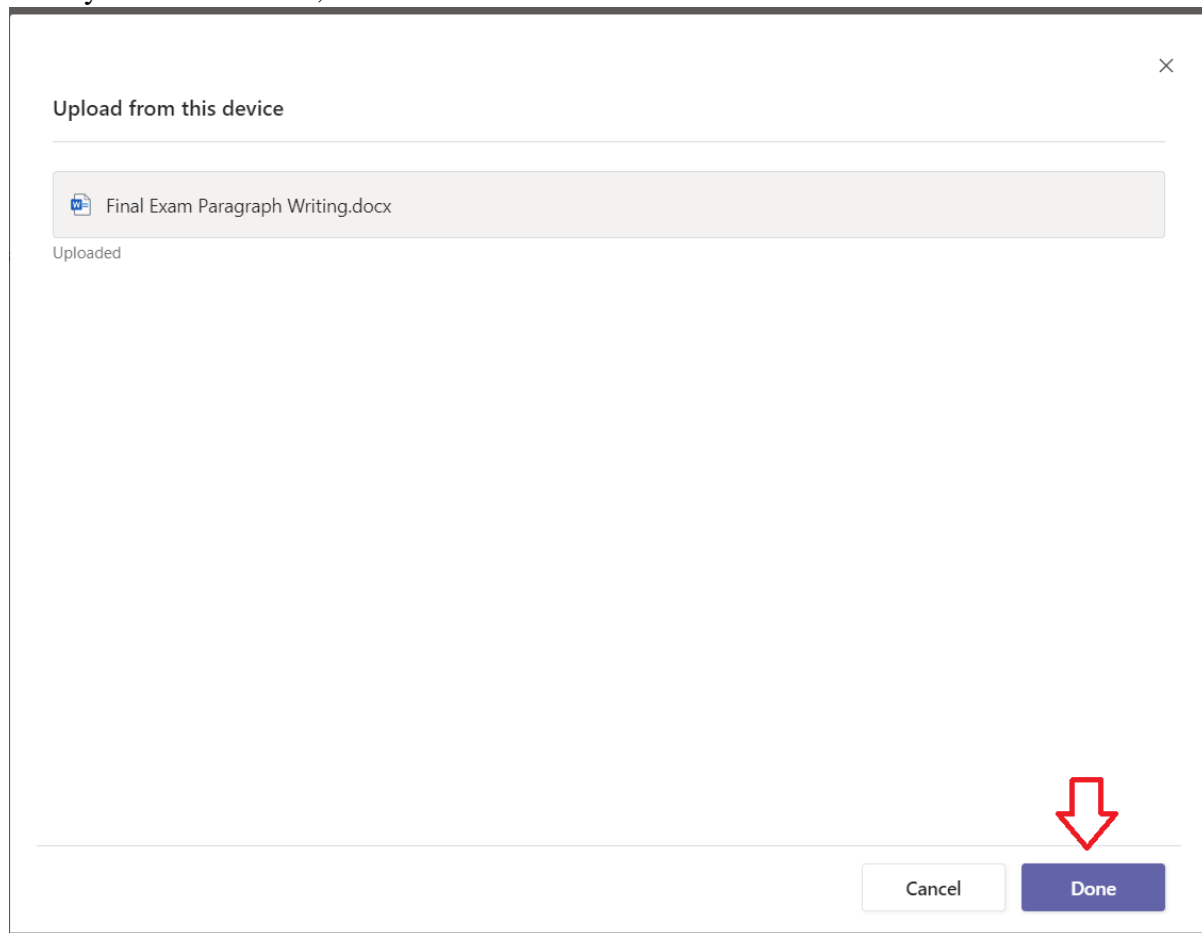 Upload from this device
Final Exam Paragraph Writing.docx
Uploaded
Cancel
Done